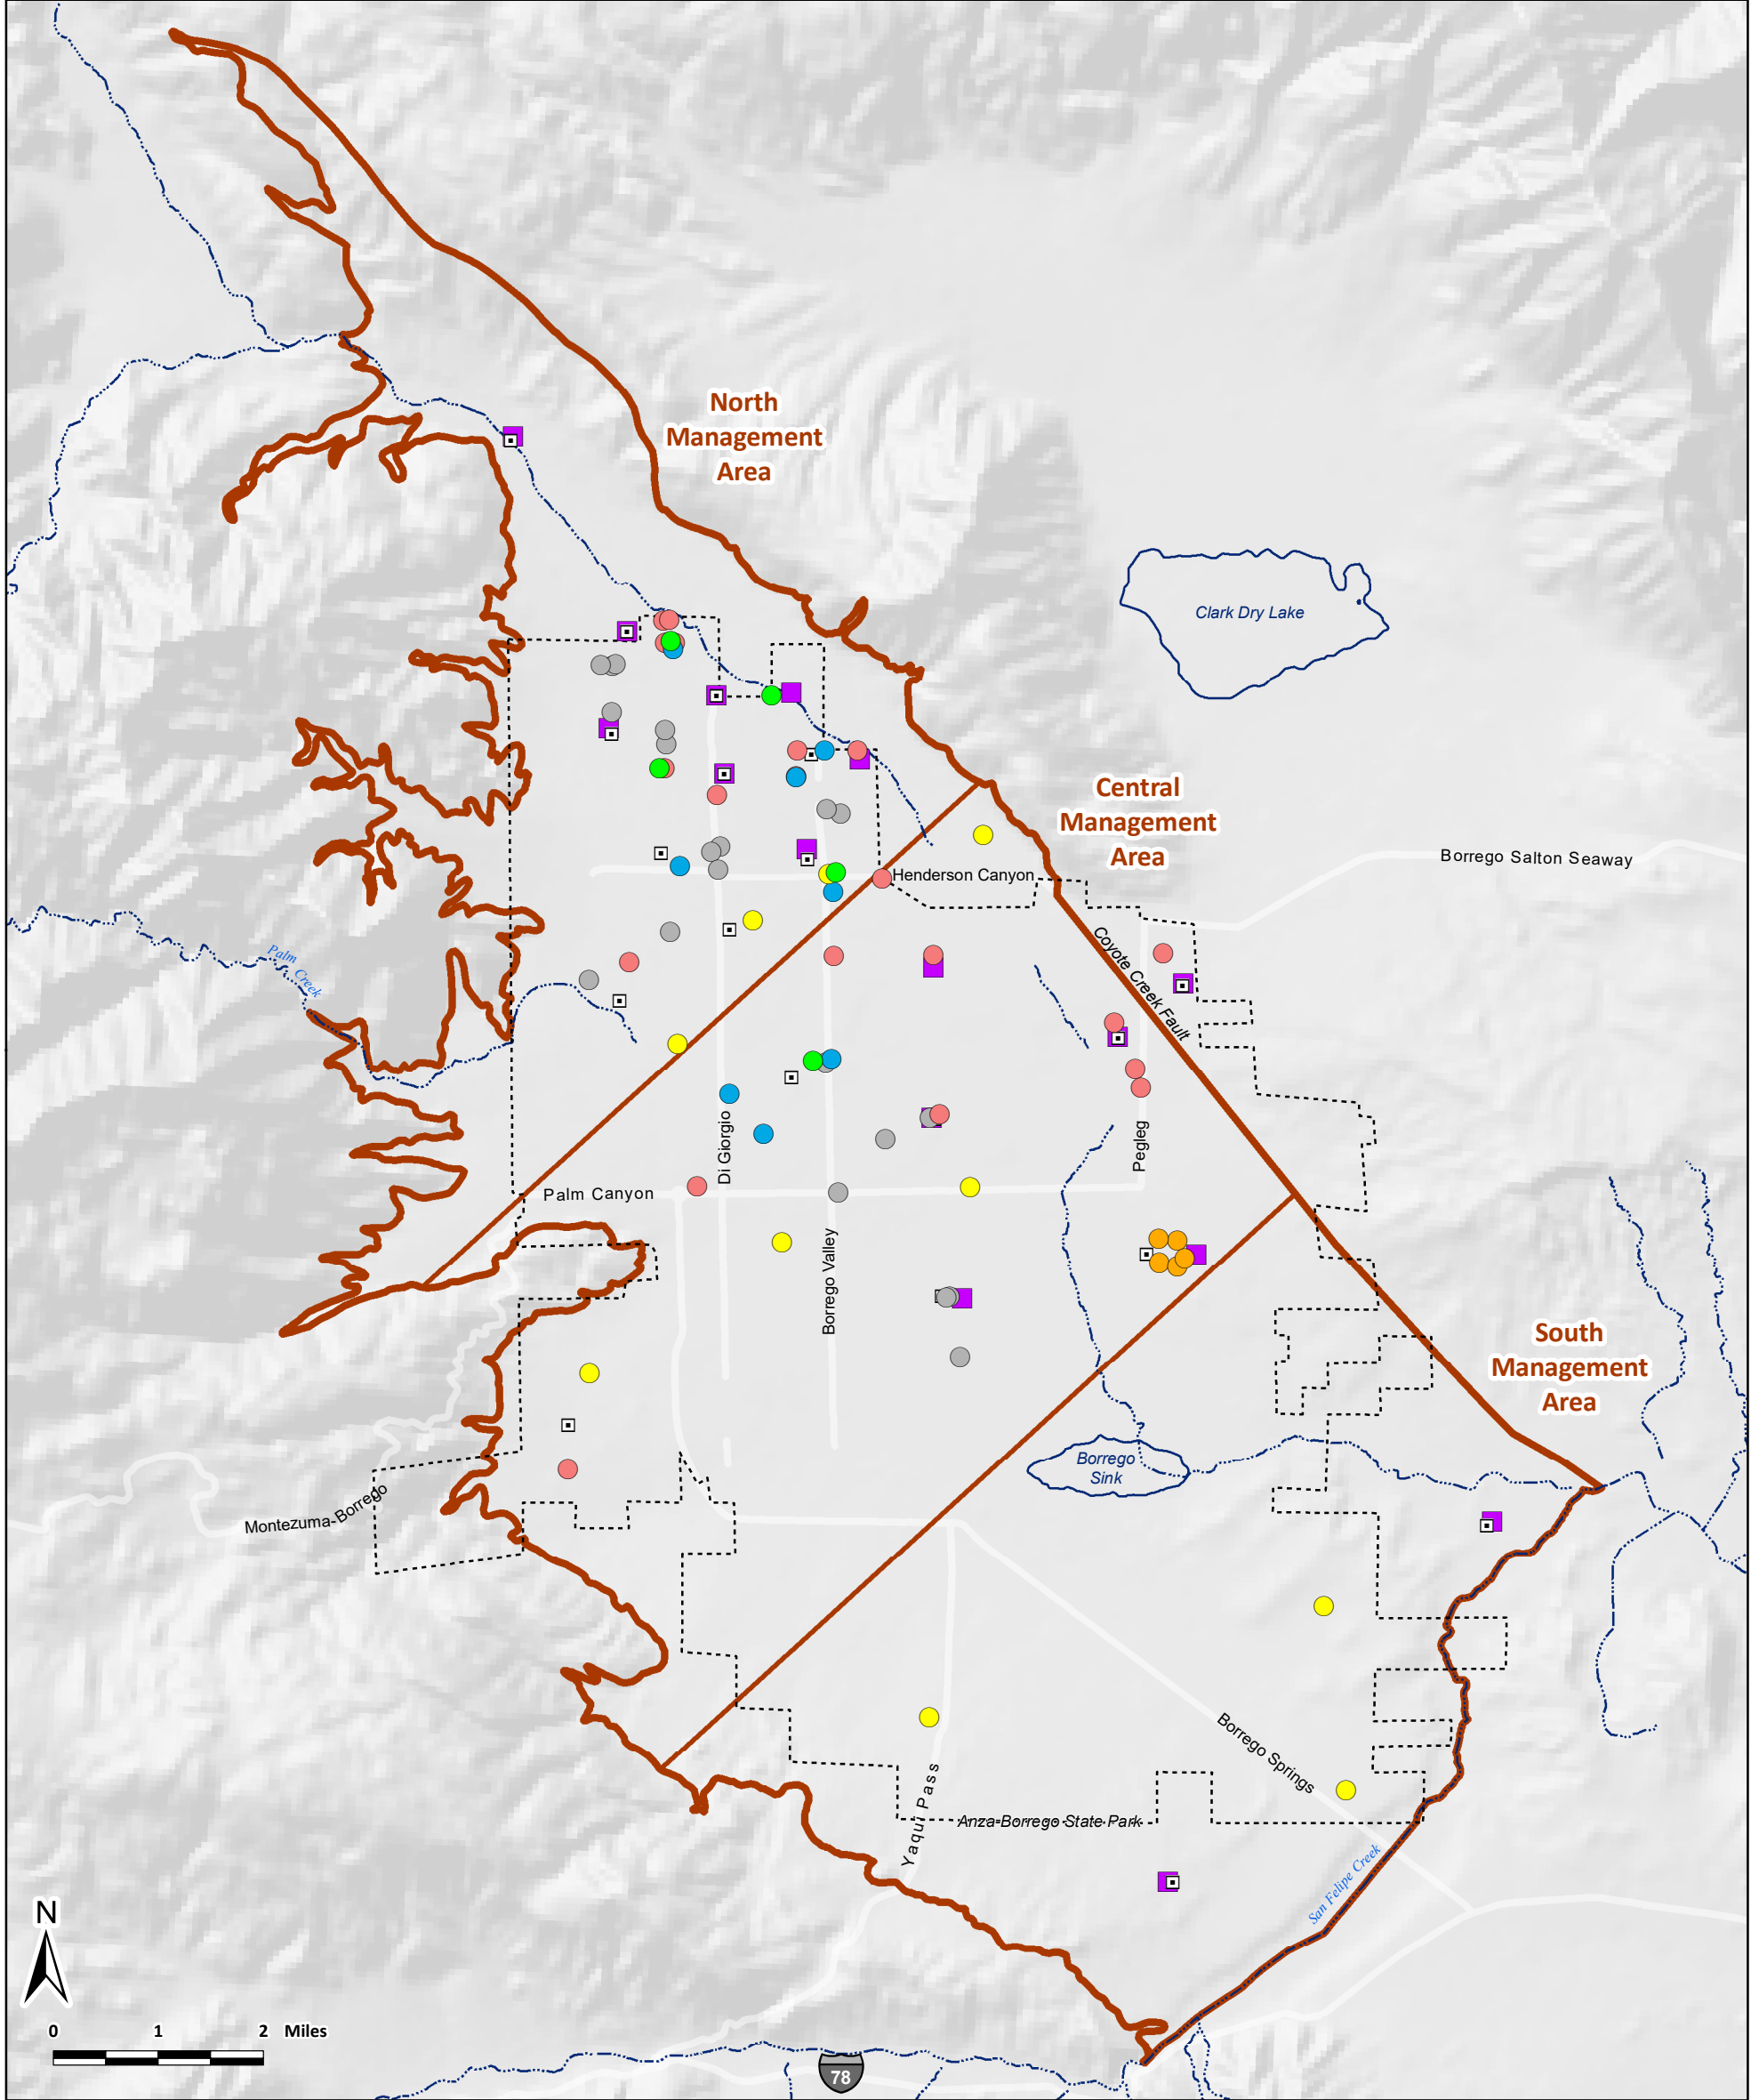 North
Management
Area
Clark Dry Lake
Central
Management
Area
Borrego Salton Seaway
Henderson Canyon
Coyote Creek Fault
Palm
Creek
Di Giorgio
Pegleg
Palm Canyon
Borrego Valley
South
Management
Area
Borrego
Sink
Montezuma-Borrego
Borrego Springs
Yaqui Pass
Anza-Borrego State Park
San Felipe Creek
N
0 1 2 Miles
78